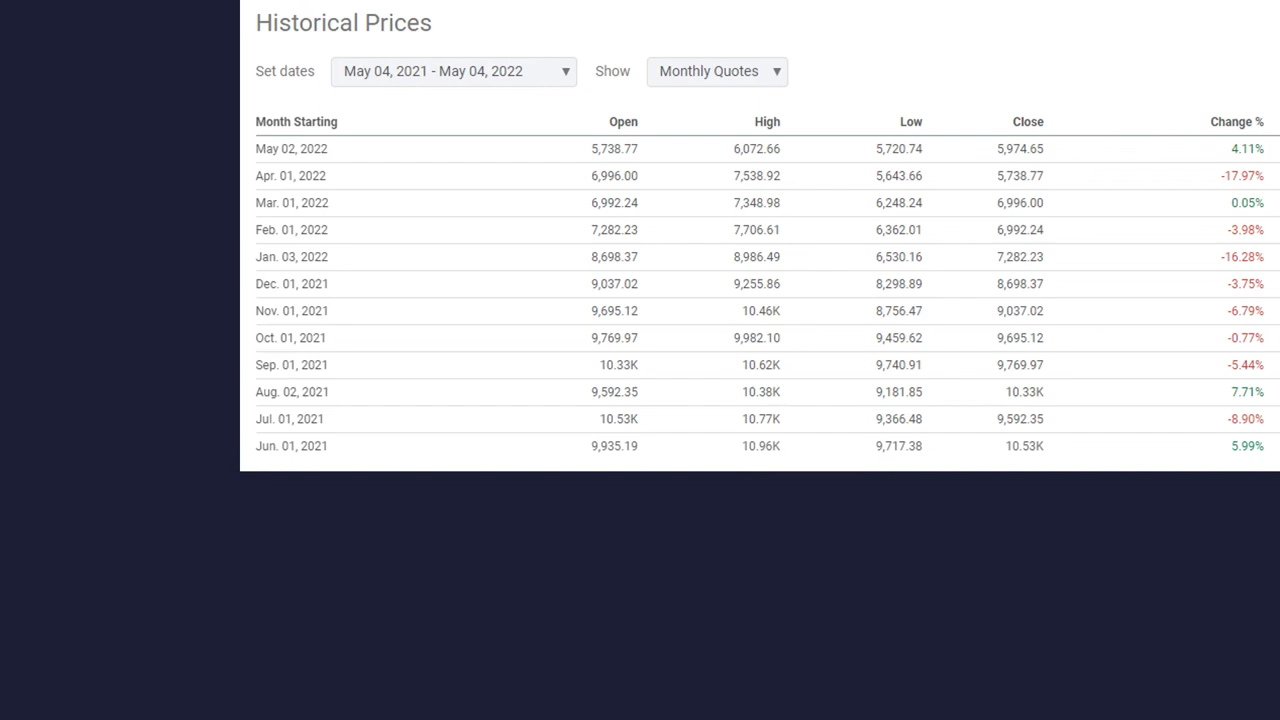 Historical Prices
Set dates May 04, 2021 - May 04, 2022 ▼ Show Monthly Quotes ▼
Month Starting Open High Low Close Change %
May 02, 2022 5,738.77 6,072.66 5,720.74 5,974.65 4.11%
Apr. 01, 2022 6,996.00 7,538.92 5,643.66 5,738.77 -17.97%
Mar. 01, 2022 6,992.24 7,348.98 6,248.24 6,996.00 0.05%
Feb. 01, 2022 7,282.23 7,706.61 6,362.01 6,992.24 -3.98%
Jan. 03, 2022 8,698.37 8,986.49 6,530.16 7,282.23 -16.28%
Dec. 01, 2021 9,037.02 9,255.86 8,298.89 8,698.37 -3.75%
Nov. 01, 2021 9,695.12 10.46K 8,756.47 9,037.02 -6.79%
Oct. 01, 2021 9,769.97 9,982.10 9,459.62 9,695.12 -0.77%
Sep. 01, 2021 10.33K 10.62K 9,740.91 9,769.97 -5.44%
Aug. 02, 2021 9,592.35 10.38K 9,181.85 10.33K 7.71%
Jul. 01, 2021 10.53K 10.77K 9,366.48 9,592.35 -8.90%
Jun. 01, 2021 9,935.19 10.96K 9,717.38 10.53K 5.99%